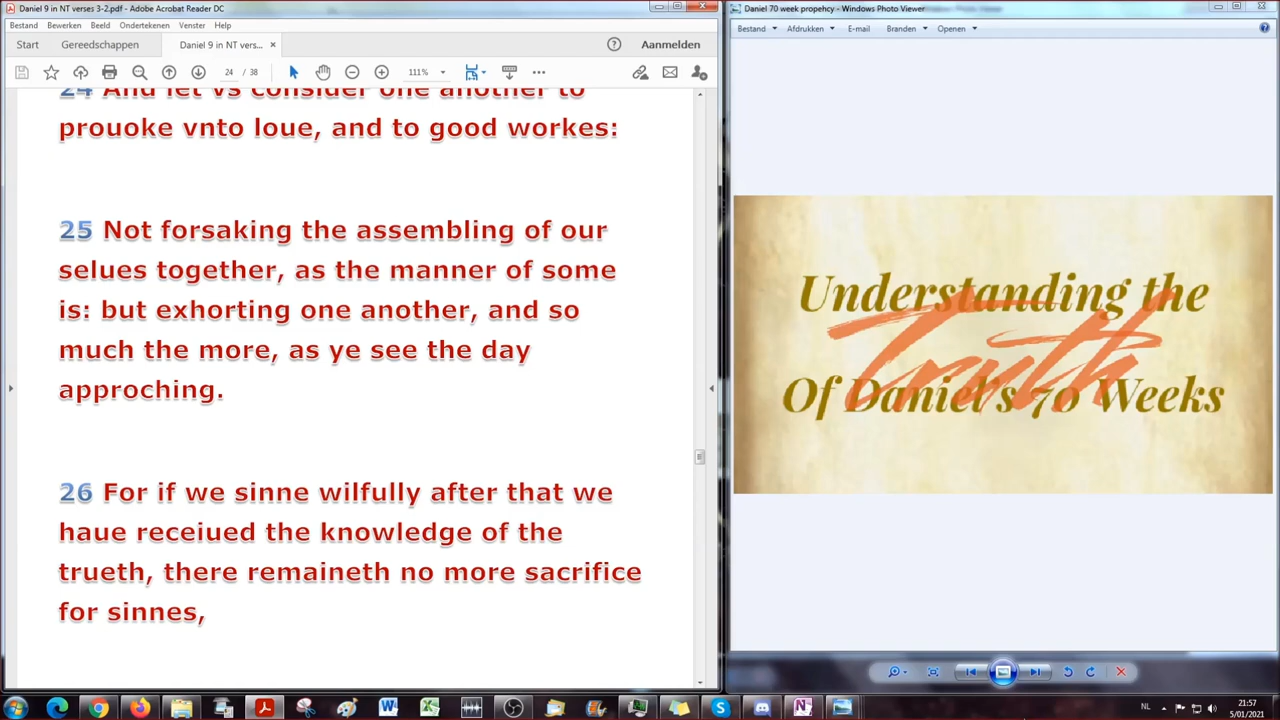 Daniel 9 in NT verses 3-2.pdf - Adobe Acrobat Reader DC
Bestand Bewerken Beeld Ondertekenen Venster Help
Start Gereedschappen Daniel 9 in NT vers... × Aanmelden
24 / 38 111%
24 And let vs consider one another to
prouoke vnto loue, and to good workes:
25 Not forsaking the assembling of our
selues together, as the manner of some
is: but exhorting one another, and so
much the more, as ye see the day
approching.
26 For if we sinne wilfully after that we
haue receiued the knowledge of the
trueth, there remaineth no more sacrifice
for sinnes,
Daniel 70 week propehcy - Windows Photo Viewer
Bestand Afdrukken E-mail Branden Openen
Understanding the
Truth
Of Daniel's 70 Weeks
NL 21:57
5/01/2021